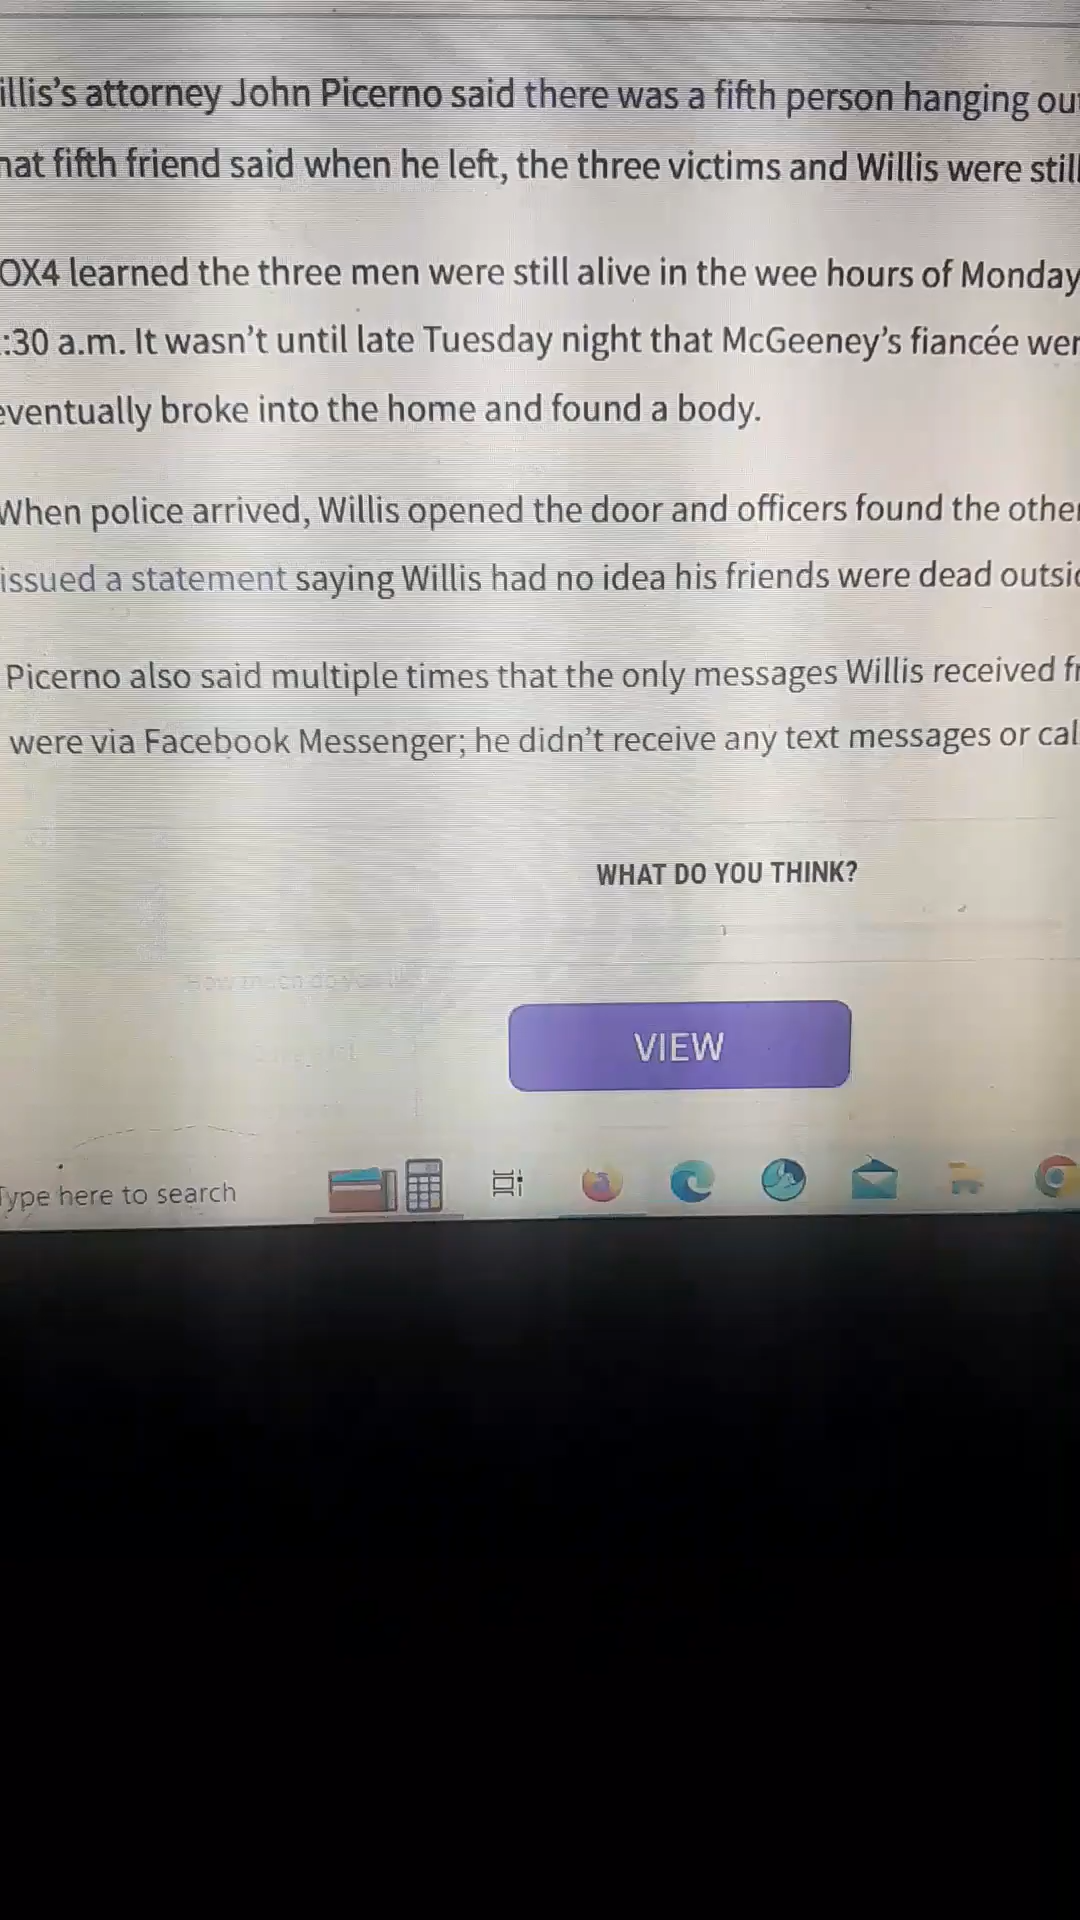 illis's attorney John Picerno said there was a fifth person hanging ou
hat fifth friend said when he left, the three victims and Willis were still
OX4 learned the three men were still alive in the wee hours of Monday
:30 a.m. It wasn't until late Tuesday night that McGeeney's fiancée wer
eventually broke into the home and found a body.
When police arrived, Willis opened the door and officers found the other
issued a statement saying Willis had no idea his friends were dead outsid
Picerno also said multiple times that the only messages Willis received fr
were via Facebook Messenger; he didn't receive any text messages or cal
WHAT DO YOU THINK?
How much do you
VIEW
Type here to search